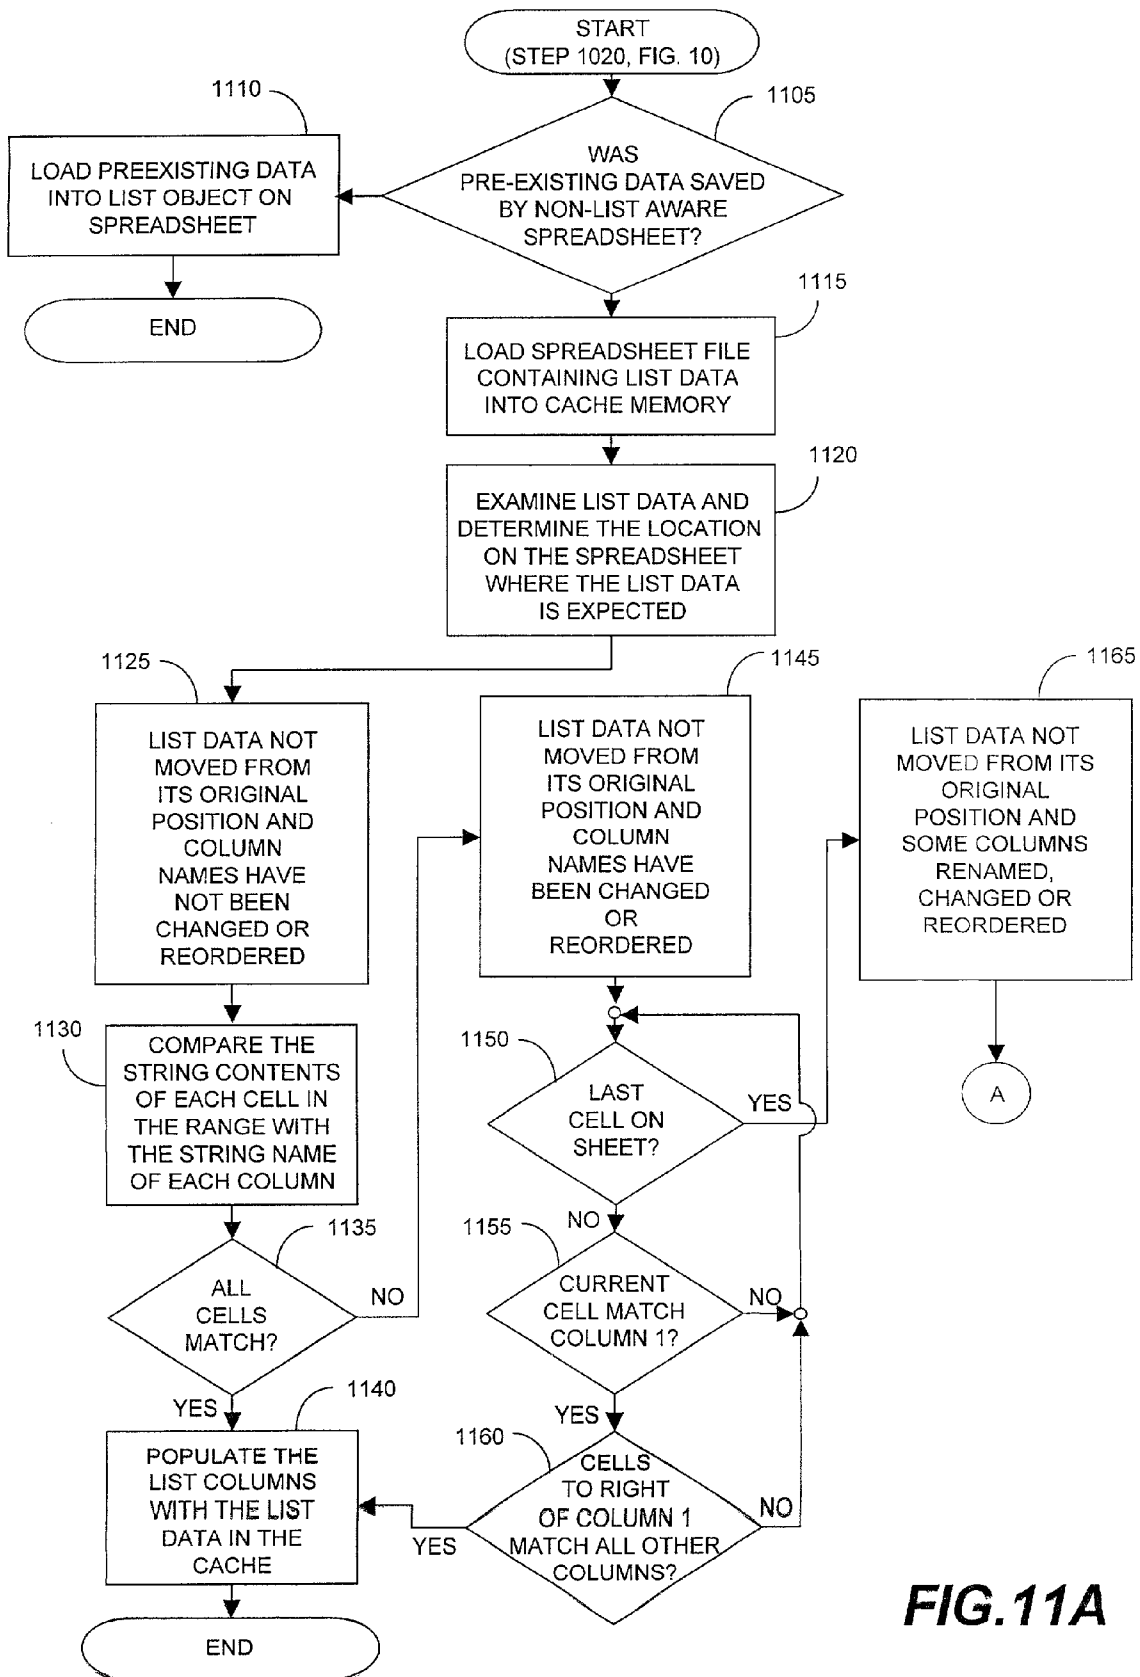 START
(STEP 1020, FIG. 10)
1110
1105
LOAD PREEXISTING DATA
INTO LIST OBJECT ON
SPREADSHEET
WAS
PRE-EXISTING DATA SAVED
BY NON-LIST AWARE
SPREADSHEET?
END
1115
LOAD SPREADSHEET FILE
CONTAINING LIST DATA
INTO CACHE MEMORY
1120
EXAMINE LIST DATA AND
DETERMINE THE LOCATION
ON THE SPREADSHEET
WHERE THE LIST DATA
IS EXPECTED
1125
LIST DATA NOT
MOVED FROM
ITS ORIGINAL
POSITION AND
COLUMN
NAMES HAVE
NOT BEEN
CHANGED OR
REORDERED
1145
LIST DATA NOT
MOVED FROM
ITS ORIGINAL
POSITION AND
COLUMN
NAMES HAVE
BEEN CHANGED
OR
REORDERED
1165
LIST DATA NOT
MOVED FROM ITS
ORIGINAL
POSITION AND
SOME COLUMNS
RENAMED,
CHANGED OR
REORDERED
A
1130
COMPARE THE
STRING CONTENTS
OF EACH CELL IN
THE RANGE WITH
THE STRING NAME
OF EACH COLUMN
1150
LAST
CELL ON
SHEET?
YES
NO
1135
ALL
CELLS
MATCH?
NO
YES
1155
CURRENT
CELL MATCH
COLUMN 1?
NO
YES
1140
POPULATE THE
LIST COLUMNS
WITH THE LIST
DATA IN THE
CACHE
1160
CELLS
TO RIGHT
OF COLUMN 1
MATCH ALL OTHER
COLUMNS?
NO
YES
END
FIG.11A